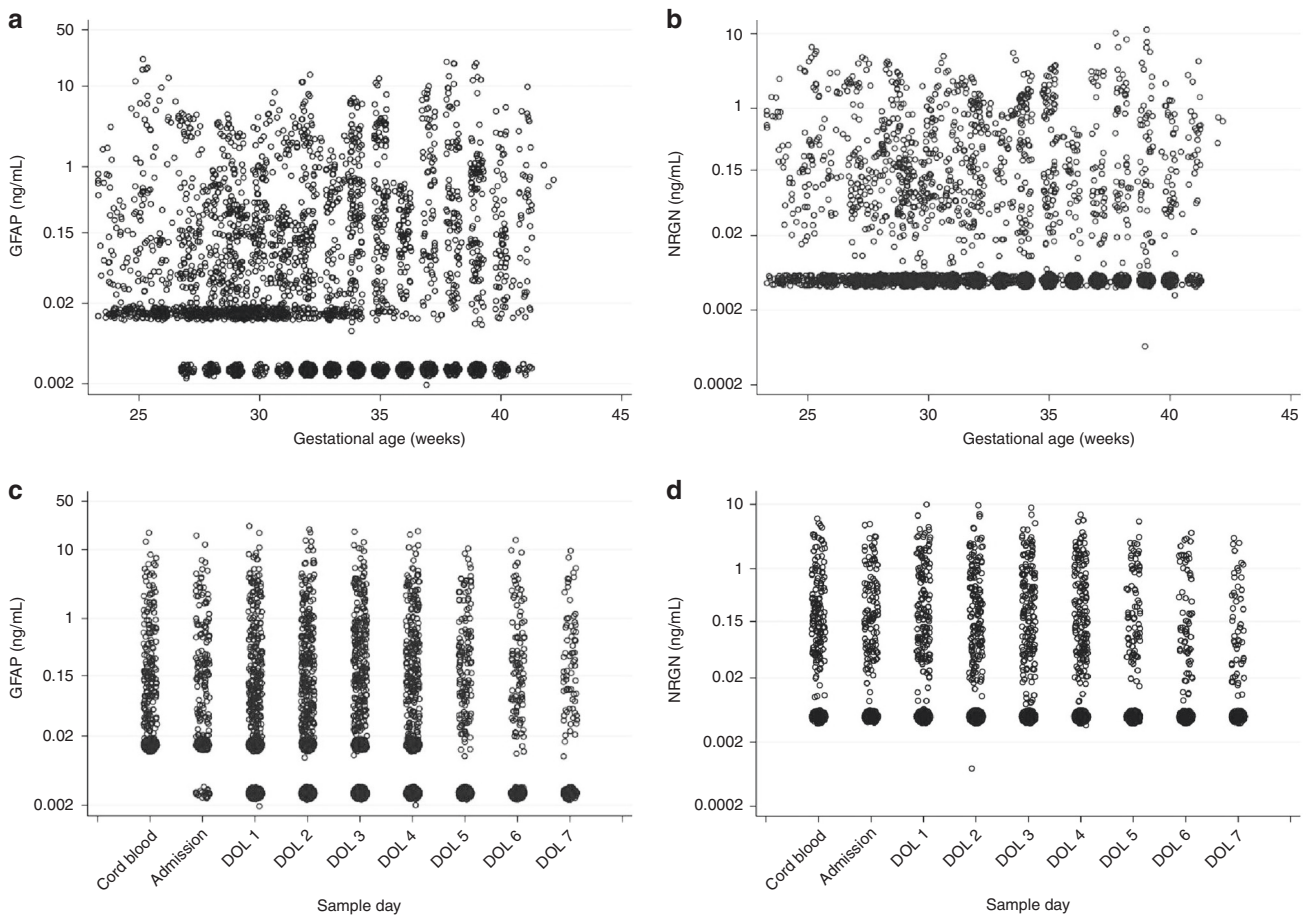 a
50
10
1
0.15
0.02
0.002
GFAP (ng/mL)
25
30
35
40
45
Gestational age (weeks)
b
10
1
0.15
0.02
0.002
0.0002
NRGN (ng/mL)
25
30
35
40
45
Gestational age (weeks)
c
50
10
1
0.15
0.02
0.002
GFAP (ng/mL)
Cord blood
Admission
DOL 1
DOL 2
DOL 3
DOL 4
DOL 5
DOL 6
DOL 7
Sample day
d
10
1
0.15
0.02
0.002
0.0002
NRGN (ng/mL)
Cord blood
Admission
DOL 1
DOL 2
DOL 3
DOL 4
DOL 5
DOL 6
DOL 7
Sample day